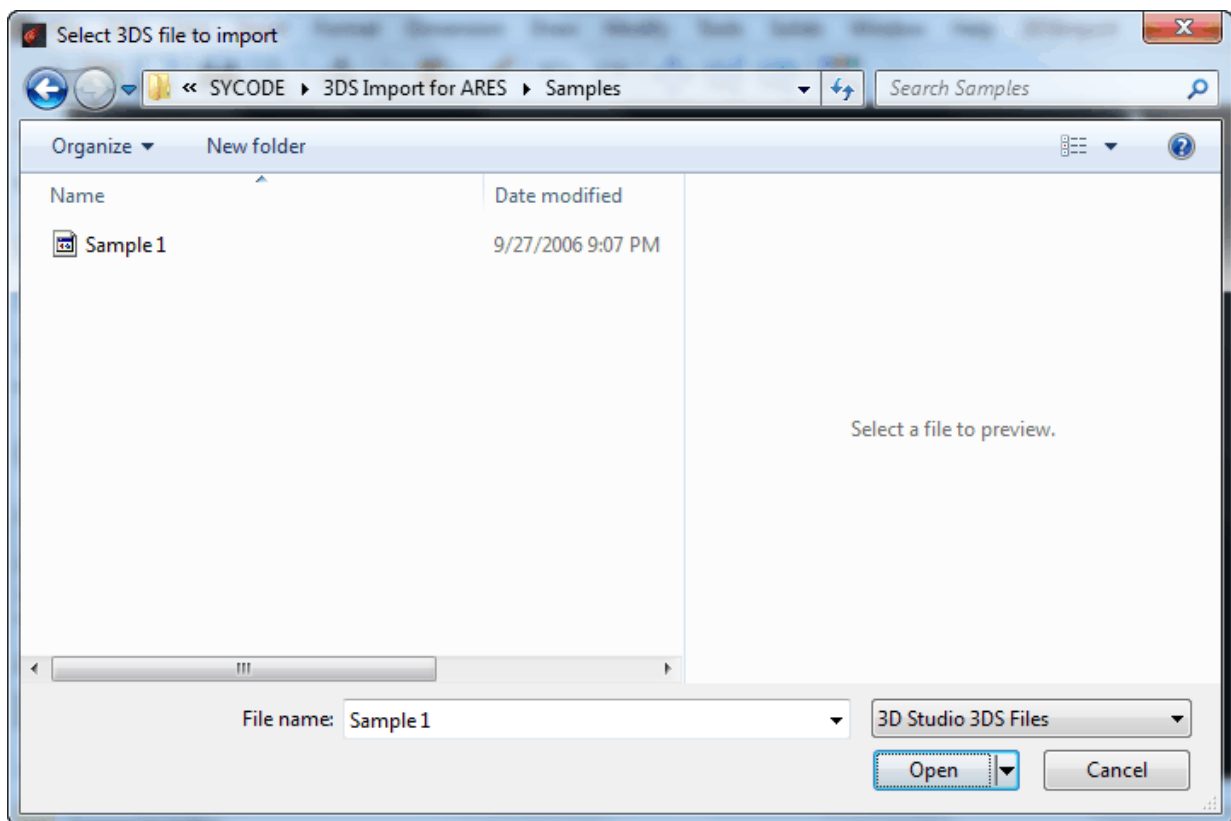 Select 3DS file to import
« SYCODE ▸ 3DS Import for ARES ▸ Samples
Search Samples
Organize New folder
Name Date modified
Sample 1 9/27/2006 9:07 PM
Select a file to preview.
File name: Sample 1 3D Studio 3DS Files
Open Cancel